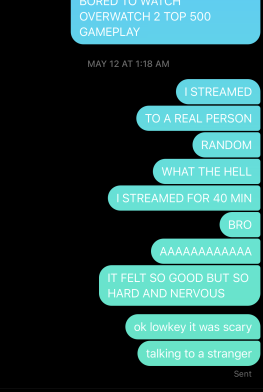 BORED TO WATCH
OVERWATCH 2 TOP 500
GAMEPLAY
MAY 12 AT 1:18 AM
I STREAMED
TO A REAL PERSON
RANDOM
WHAT THE HELL
I STREAMED FOR 40 MIN
BRO
AAAAAAAAAAAA
IT FELT SO GOOD BUT SO
HARD AND NERVOUS
ok lowkey it was scary
talking to a stranger
Sent